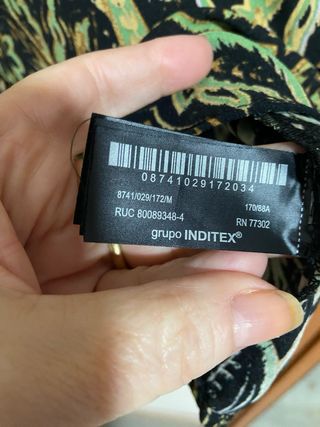 08741029172034
8741/029/172/M 170/88A
RUC 80089348-4 RN 77302
grupo INDITEX®